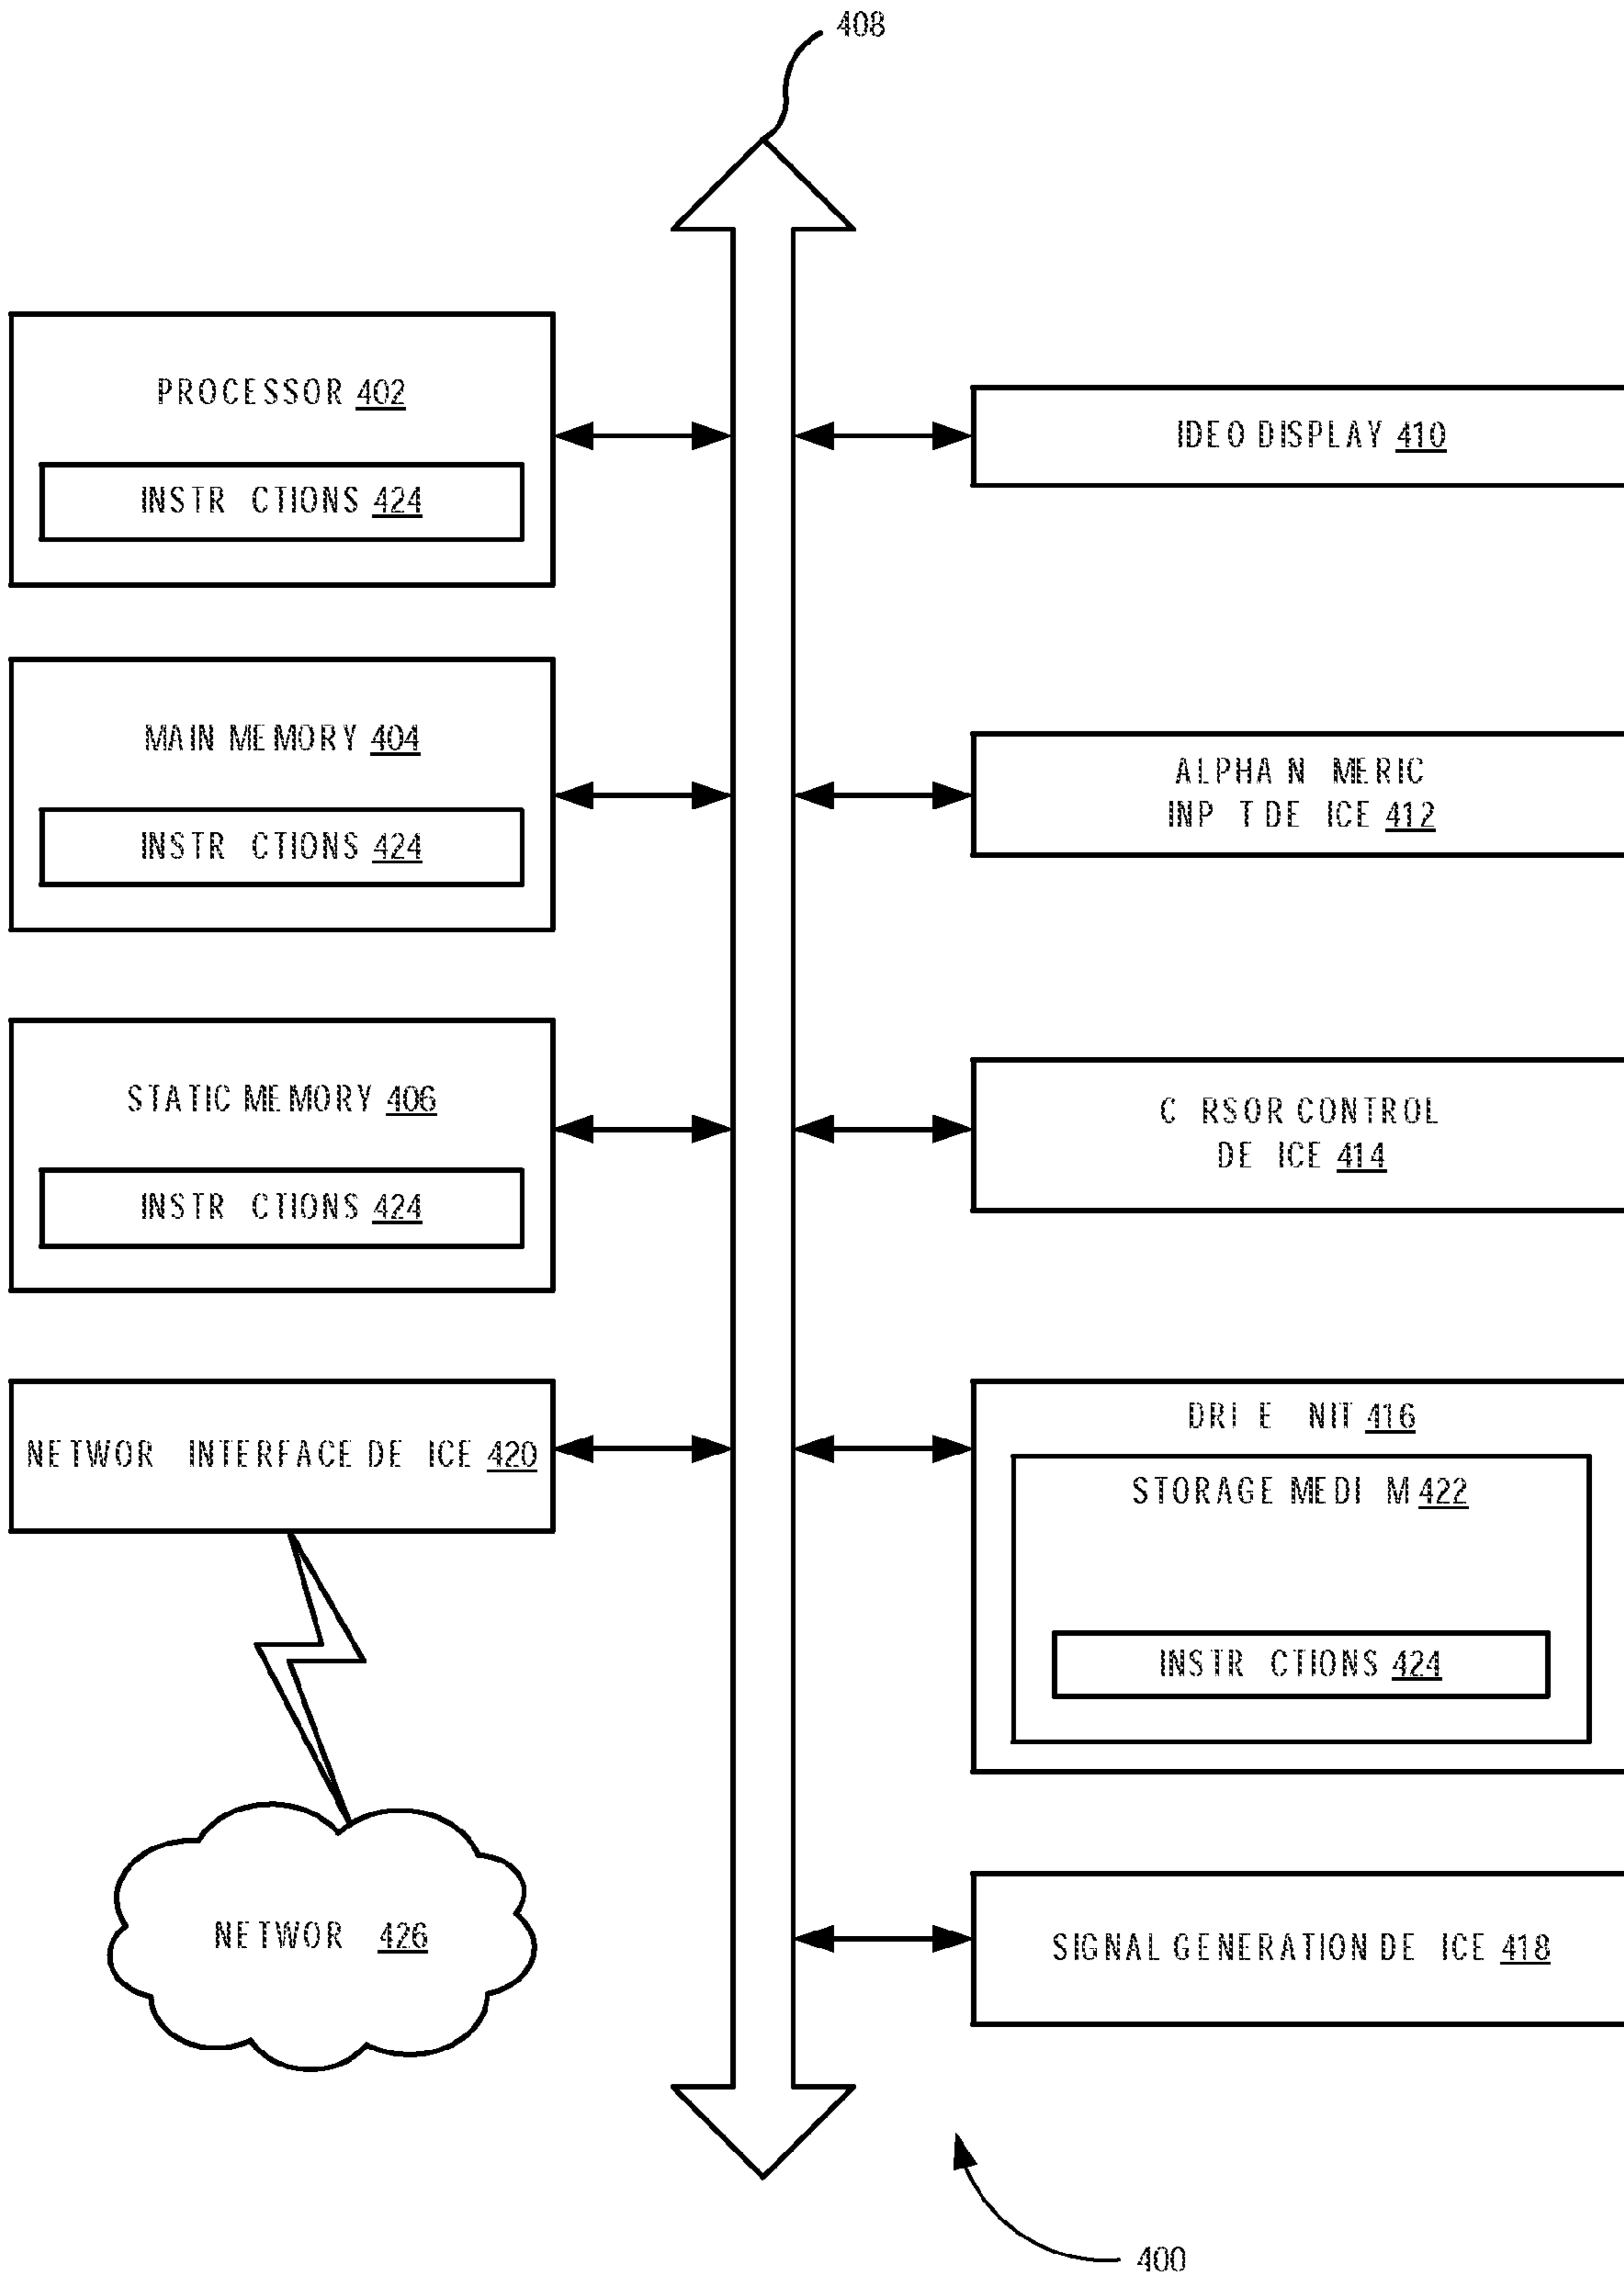 408
PROCESSOR 402
INSTR CTIONS 424
IDEO DISPLAY 410
MAIN MEMORY 404
INSTR CTIONS 424
ALPHA N MERIC
INP T DE ICE 412
STATIC MEMORY 406
INSTR CTIONS 424
C RSOR CONTROL
DE ICE 414
NETWOR INTERFACE DE ICE 420
DRI E NIT 416
STORAGE MEDI M 422
INSTR CTIONS 424
NETWOR 426
SIGNAL GENERATION DE ICE 418
400